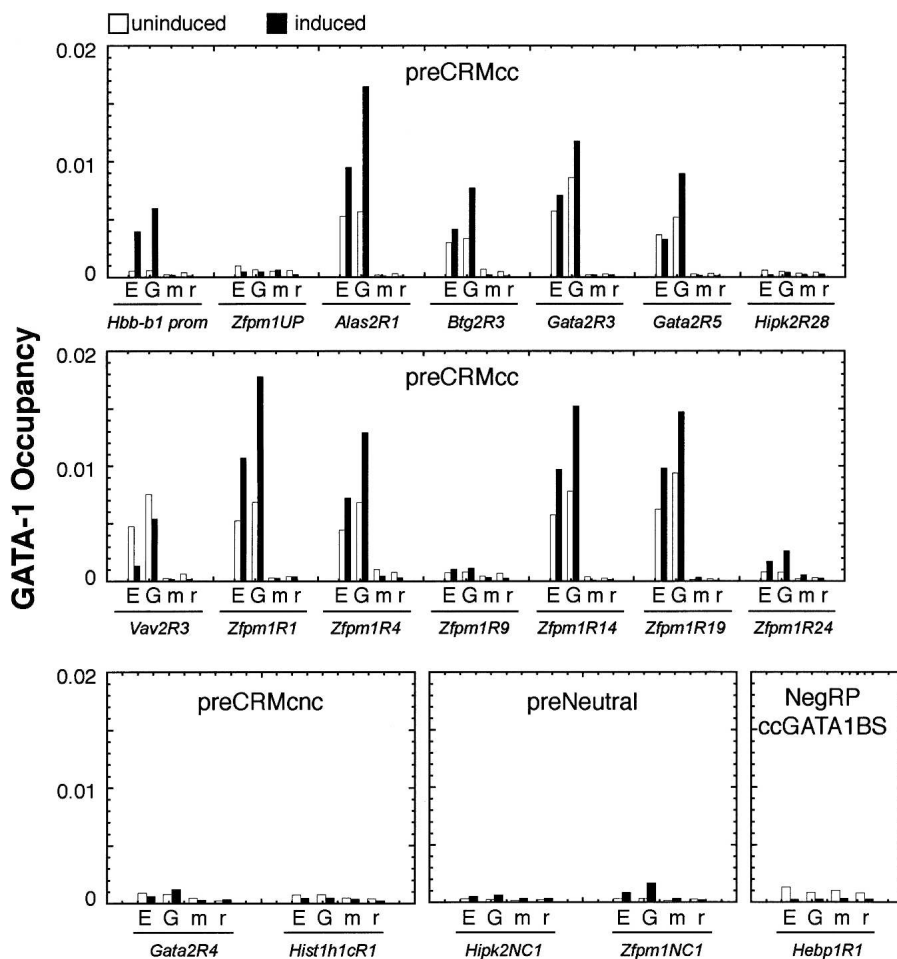 uninduced induced
GATA-1 Occupancy
0.02
preCRMcc
0.01
0
E G m r E G m r E G m r E G m r E G m r E G m r E G m r
Hbb-b1 prom Zfpm1UP Alas2R1 Btg2R3 Gata2R3 Gata2R5 Hipk2R28
0.02
preCRMcc
0.01
0
E G m r E G m r E G m r E G m r E G m r E G m r E G m r
Vav2R3 Zfpm1R1 Zfpm1R4 Zfpm1R9 Zfpm1R14 Zfpm1R19 Zfpm1R24
0.02
preCRMcnc preNeutral NegRP
ccGATA1BS
0.01
0
E G m r E G m r E G m r E G m r E G m r
Gata2R4 Hist1h1cR1 Hipk2NC1 Zfpm1NC1 Hebp1R1